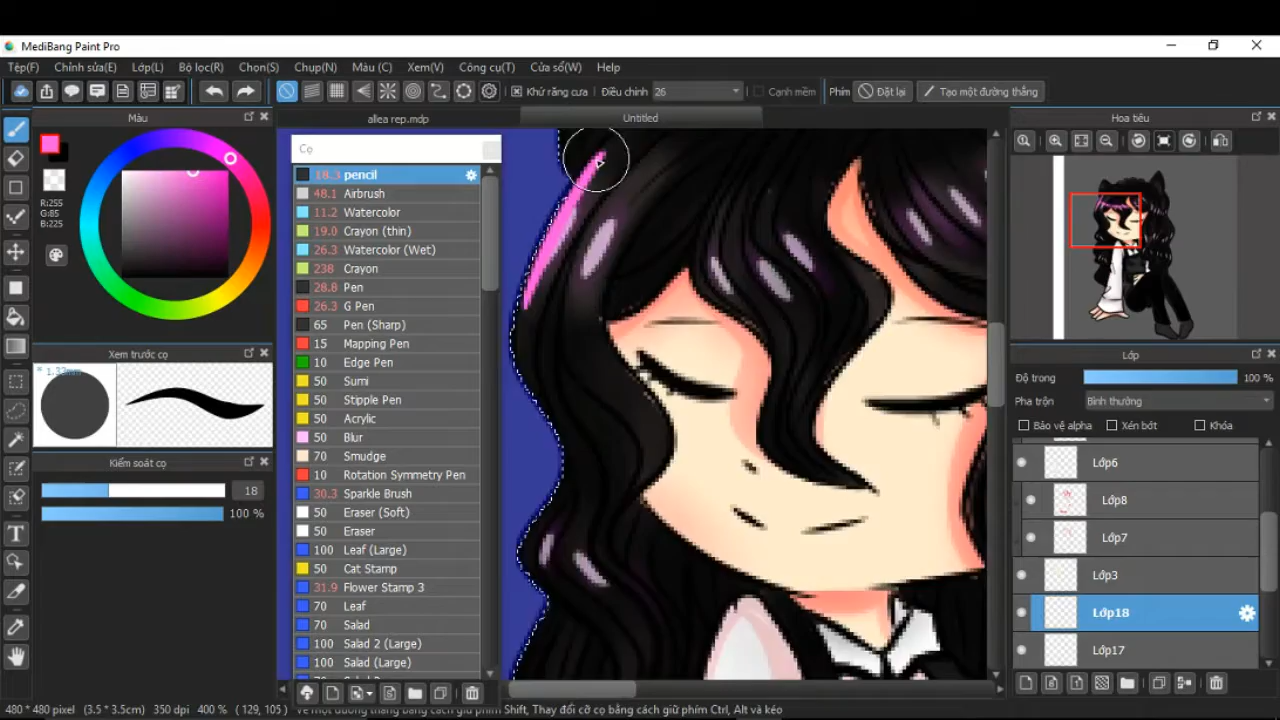 MediBang Paint Pro
Tệp(F) Chỉnh sửa(E) Lớp(L) Bộ lọc(R) Chọn(S) Chụp(N) Màu (C) Xem(V) Công cụ(T) Cửa sổ(W) Help
Khử răng cưa Điều chỉnh 26 Cạnh mềm Phím Đặt lại Tạo một đường thẳng
Màu
allea rep.mdp
Untitled
Hoa tiêu
R:255
G:85
B:225
Xem trước cọ
* 1.33mm
Kiểm soát cọ
18
100 %
Cọ
18.3 pencil
48.1 Airbrush
11.2 Watercolor
19.0 Crayon (thin)
26.3 Watercolor (Wet)
238 Crayon
28.8 Pen
26.3 G Pen
65 Pen (Sharp)
15 Mapping Pen
10 Edge Pen
50 Sumi
50 Stipple Pen
50 Acrylic
50 Blur
70 Smudge
10 Rotation Symmetry Pen
30.3 Sparkle Brush
50 Eraser (Soft)
50 Eraser
100 Leaf (Large)
50 Cat Stamp
31.9 Flower Stamp 3
70 Leaf
70 Salad
100 Salad 2 (Large)
100 Salad (Large)
Lớp
Độ trong 100 %
Pha trộn Bình thường
Bảo vệ alpha Xén bớt Khóa
Lớp6
Lớp8
Lớp7
Lớp3
Lớp18
Lớp17
480 * 480 pixel (3.5 * 3.5cm) 350 dpi 400 % ( 129, 105 ) Vẽ một đường thẳng bằng cách giữ phím Shift, Thay đổi cỡ cọ bằng cách giữ phím Ctrl, Alt và kéo